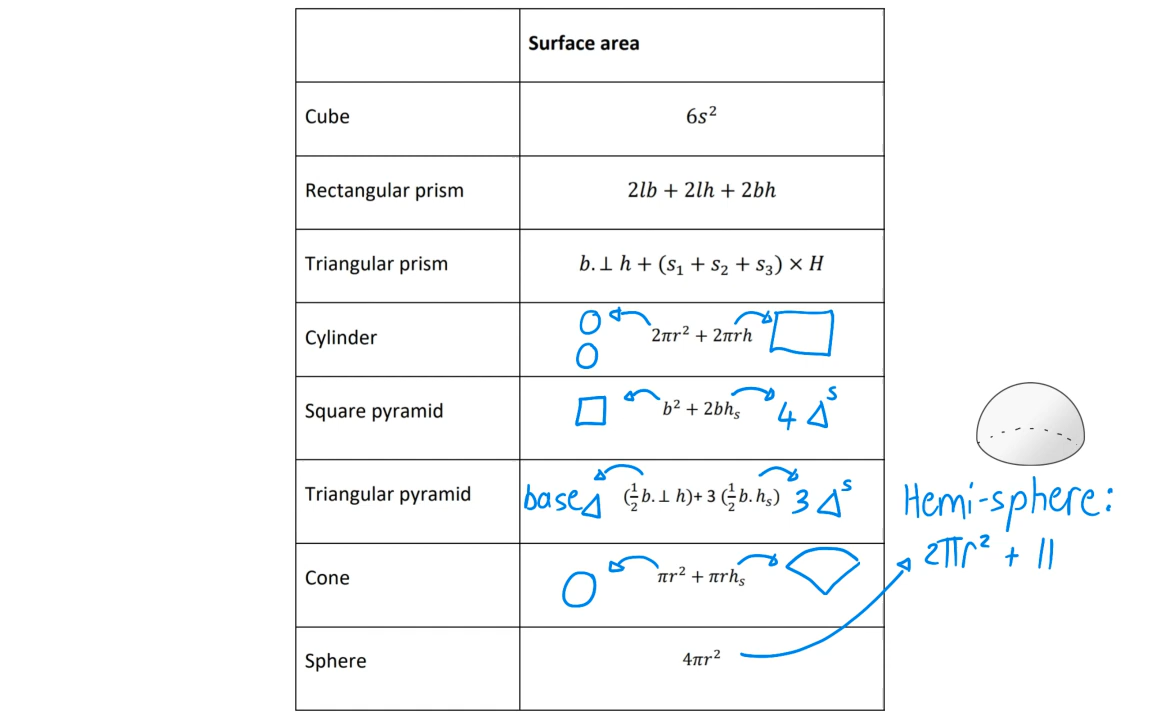 Surface area
Cube 6s²
Rectangular prism 2lb + 2lh + 2bh
Triangular prism b.⊥ h + (s₁ + s₂ + s₃) × H
Cylinder 2πr² + 2πrh
Square pyramid b² + 2bhₛ 4 Δˢ
Triangular pyramid base Δ (½b.⊥ h)+ 3 (½b.hₛ) 3 Δˢ
Hemi-sphere:
2πr² +
Cone πr² + πrhₛ
Sphere 4πr²